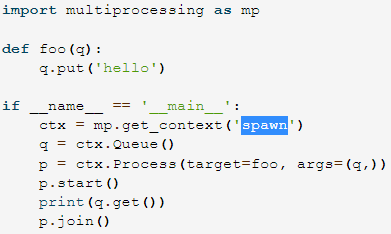 import multiprocessing as mp
def foo(q):
    q.put('hello')
if __name__ == '__main__':
    ctx = mp.get_context('spawn')
    q = ctx.Queue()
    p = ctx.Process(target=foo, args=(q,))
    p.start()
    print(q.get())
    p.join()